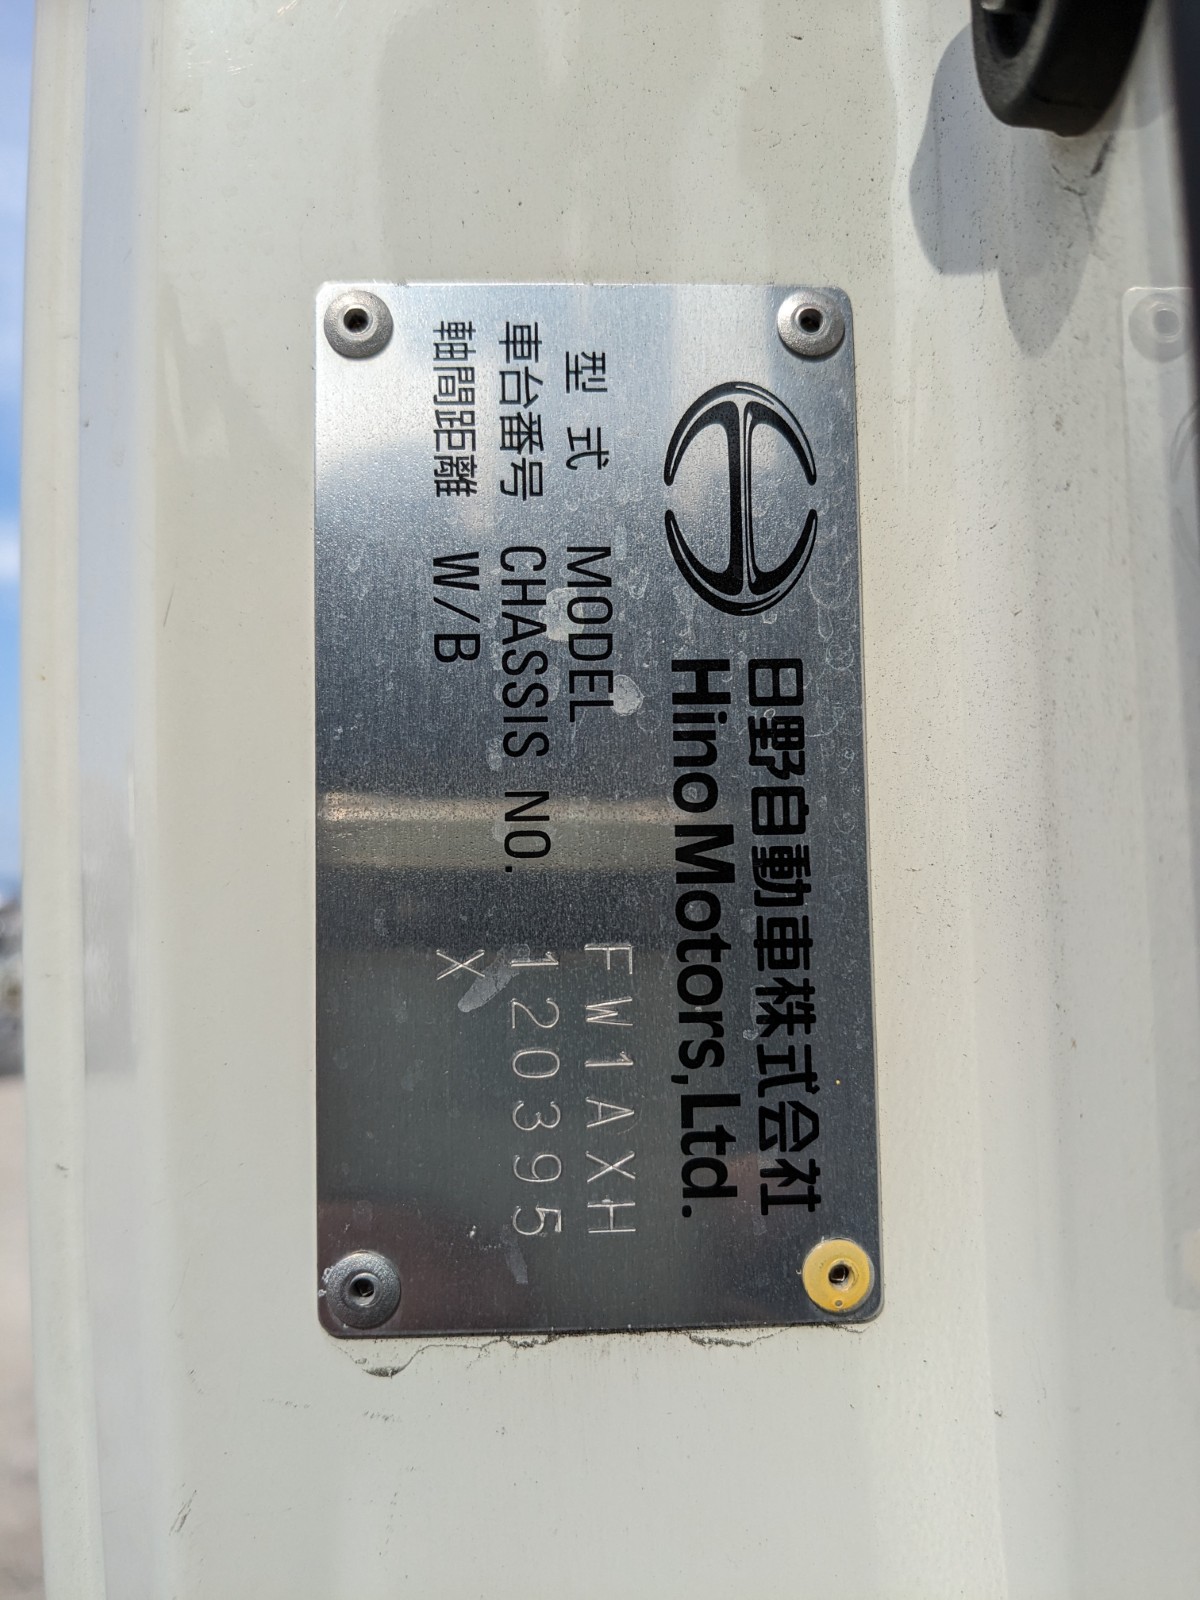 日野自動車株式会社
Hino Motors, Ltd.
型式 MODEL FW1AXH
車台番号 CHASSIS NO. 120395
軸間距離 W/B X